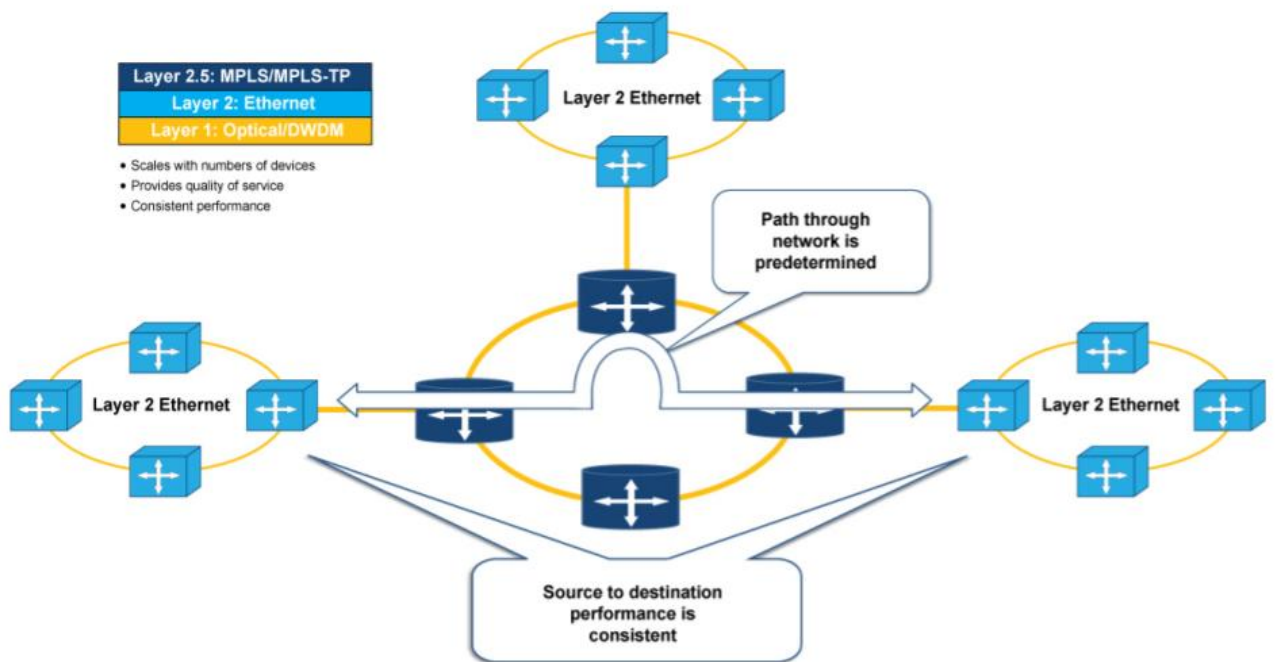 Layer 2.5: MPLS/MPLS-TP
Layer 2: Ethernet
Layer 1: Optical/DWDM
• Scales with numbers of devices
• Provides quality of service
• Consistent performance
Layer 2 Ethernet
Path through
network is
predetermined
Layer 2 Ethernet
Layer 2 Ethernet
Source to destination
performance is
consistent